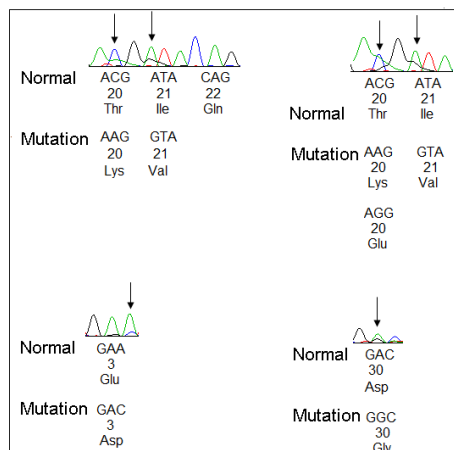 Normal ACG ATA CAG
20 21 22
Thr Ile Gln
Mutation AAG GTA
20 21
Lys Val
ACG ATA
20 21
Normal Thr Ile
Mutation AAG GTA
20 21
Lys Val
AGG
20
Glu
Normal GAA
3
Glu
Mutation GAC
3
Asp
Normal GAC
30
Asp
Mutation GGC
30
Gly